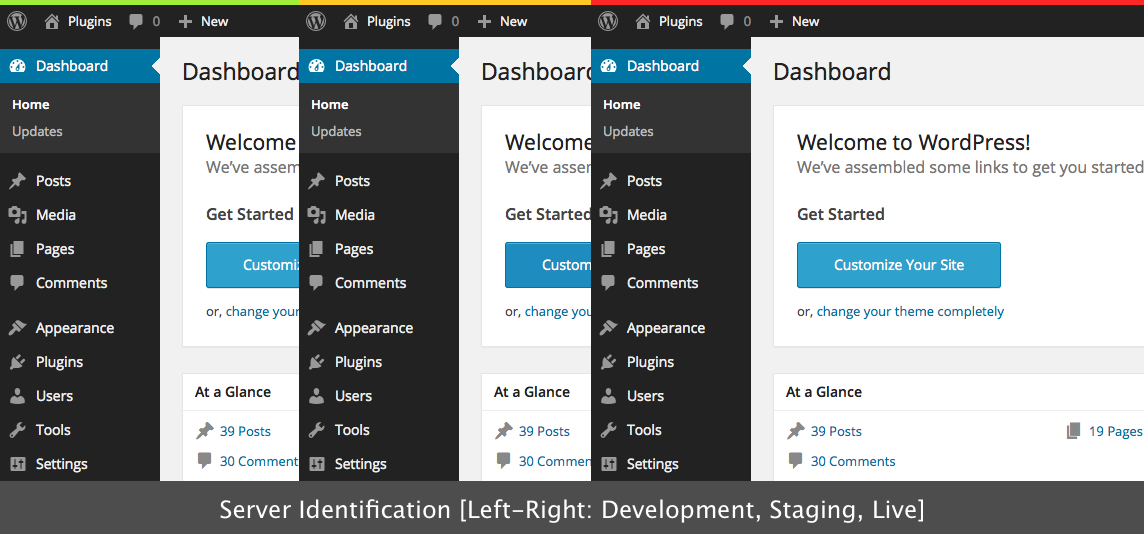 Plugins 0 New
Dashboard
Home
Updates
Posts
Media
Pages
Comments
Appearance
Plugins
Users
Tools
Settings
Dashboard
Welcome
We've assem
Get Started
Customiz
or, change your
At a Glance
39 Posts
30 Comment
Plugins 0 New
Dashboard
Home
Updates
Posts
Media
Pages
Comments
Appearance
Plugins
Users
Tools
Settings
Dashboard
Welcome
We've assem
Get Started
Custom
or, change you
At a Glance
39 Posts
30 Commen
Plugins 0 New
Dashboard
Home
Updates
Posts
Media
Pages
Comments
Appearance
Plugins
Users
Tools
Settings
Dashboard
Welcome to WordPress!
We've assembled some links to get you started
Get Started
Customize Your Site
or, change your theme completely
At a Glance
39 Posts 19 Pages
30 Comments
Server Identification [Left-Right: Development, Staging, Live]